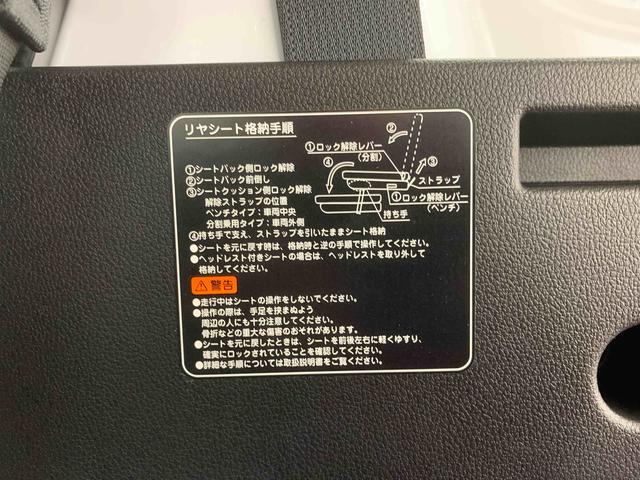 リヤシート格納手順
①シートバック側ロック解除
②シートバック前倒し
③シートクッション側ロック解除
解除ストラップの位置
ベンチタイプ：車両中央
分割乗用タイプ：車両外側
④持ち手で支え、ストラップを引いたままシート格納
②
①ロック解除レバー
（分割）
④
③
ストラップ
①ロック解除レバー
（ベンチ）
持ち手
●シートを元に戻す時は、格納時と逆の手順で操作してください。
●ヘッドレスト付きシートの場合は、ヘッドレストを取り外して
格納してください。
⚠警告
●走行中はシートの操作をしないでください。
●操作の際は、手足を挟まぬよう
周辺の人にも十分注意してください。
骨折などの重大な傷害のおそれがあります。
●シートを元に戻したときは、シートを前後左右に軽くゆすり、
確実にロックされていることを確認してください。
●詳細な手順については取扱説明書をご覧ください。